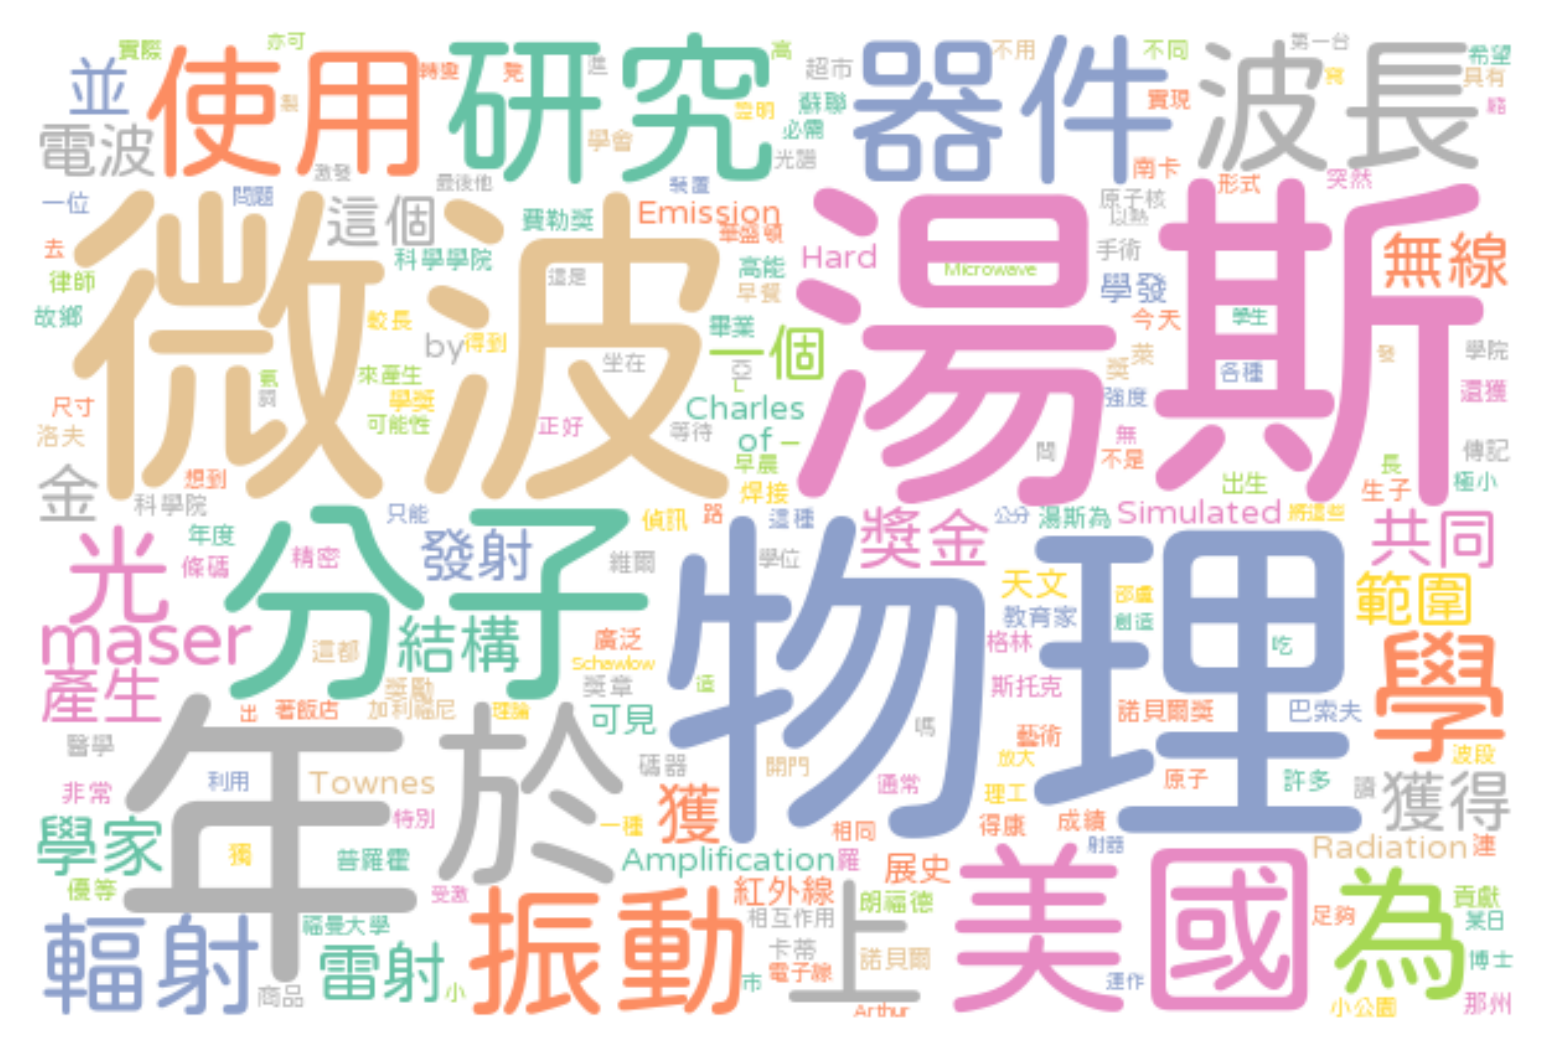 實際
亦可
並
使用
轉變
凳
研究
進
高
超市
器件
不用
不同
第一台
波長
希望
具有
電波
製
激發
學會
證明
蘇聯
必需
光譜
實現
南卡
一位
問題
這個
最後他
裝置
費勒獎
Emission
華盛頓
Hard
Microwave
原子核
以熱
手術
形式
突然
無線
去
律師
故鄉
微波
科學學院
這是
高能
早餐
湯斯
學發
今天
學生
較長
by
得到
坐在
畢業
一個
亞
L
獎
萊
各種
發
學院
還獲
氨
來產生
學獎
可能性
正好
等待
Charles
of
–
早晨
強度
無
不是
問
尺寸
洛夫
金
想到
科學院
焊接
出生
長
生子
極小
傳記
只能
偵訊
路
這種
獎金
公分
湯斯為
Simulated
將這些
共同
光
年度
條碼
精密
分子
發射
維爾
學位
物理
天文
教育家
邵盧
創造
範圍
maser
結構
這都
廣泛
Schawlow
格林
吃
學
產生
獎勵
獎章
造
斯托克
諾貝爾獎
巴索夫
出
著飯店
加利福尼
理論
可見
嗎
藝術
放大
波段
醫學
年
於
碼器
開門
通常
原子
許多
讀
獲得
非常
利用
Townes
特別
一種
獲
理工
得康
成績
相同
學家
獨
普羅霍
Amplification
羅
射器
Radiation
連
優等
受激
紅外線
展史
美國
為
貢獻
某日
輻射
福曼大學
雷射
振動
相互作用
上
朗福德
足夠
卡蒂
電子線
諾貝爾
博士
商品
小
市
Arthur
運作
小公園
那州